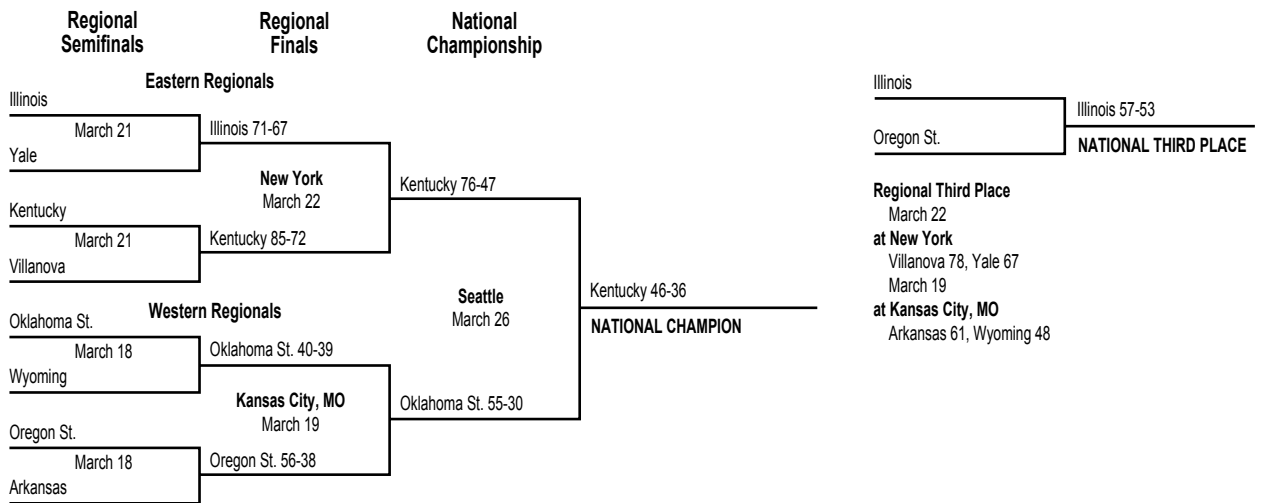 Regional
Semifinals
Regional
Finals
National
Championship
Eastern Regionals
Illinois
March 21
Yale
Illinois 71-67
New York
March 22
Kentucky
March 21
Villanova
Kentucky 85-72
Kentucky 76-47
Western Regionals
Oklahoma St.
March 18
Wyoming
Oklahoma St. 40-39
Kansas City, MO
March 19
Oregon St.
March 18
Arkansas
Oregon St. 56-38
Oklahoma St. 55-30
Seattle
March 26
Kentucky 46-36
NATIONAL CHAMPION
Illinois
Oregon St.
Illinois 57-53
NATIONAL THIRD PLACE
Regional Third Place
March 22
at New York
Villanova 78, Yale 67
March 19
at Kansas City, MO
Arkansas 61, Wyoming 48